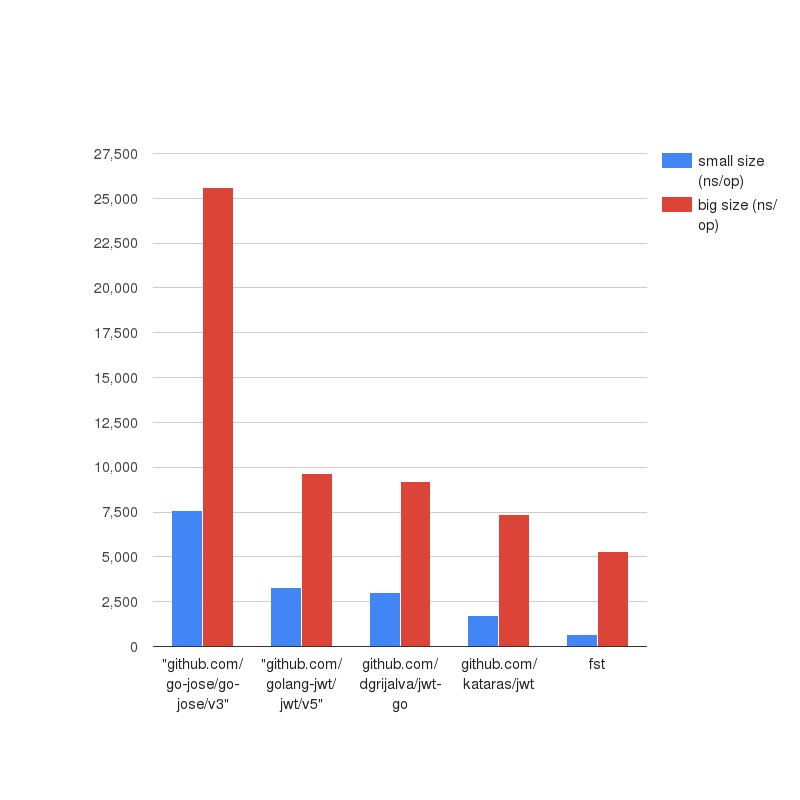 27,500
25,000
22,500
20,000
17,500
15,000
12,500
10,000
7,500
5,000
2,500
0
small size
(ns/op)
big size (ns/
op)
"github.com/
go-jose/go-
jose/v3"
"github.com/
golang-jwt/
jwt/v5"
github.com/
dgrijalva/jwt-
go
github.com/
kataras/jwt
fst